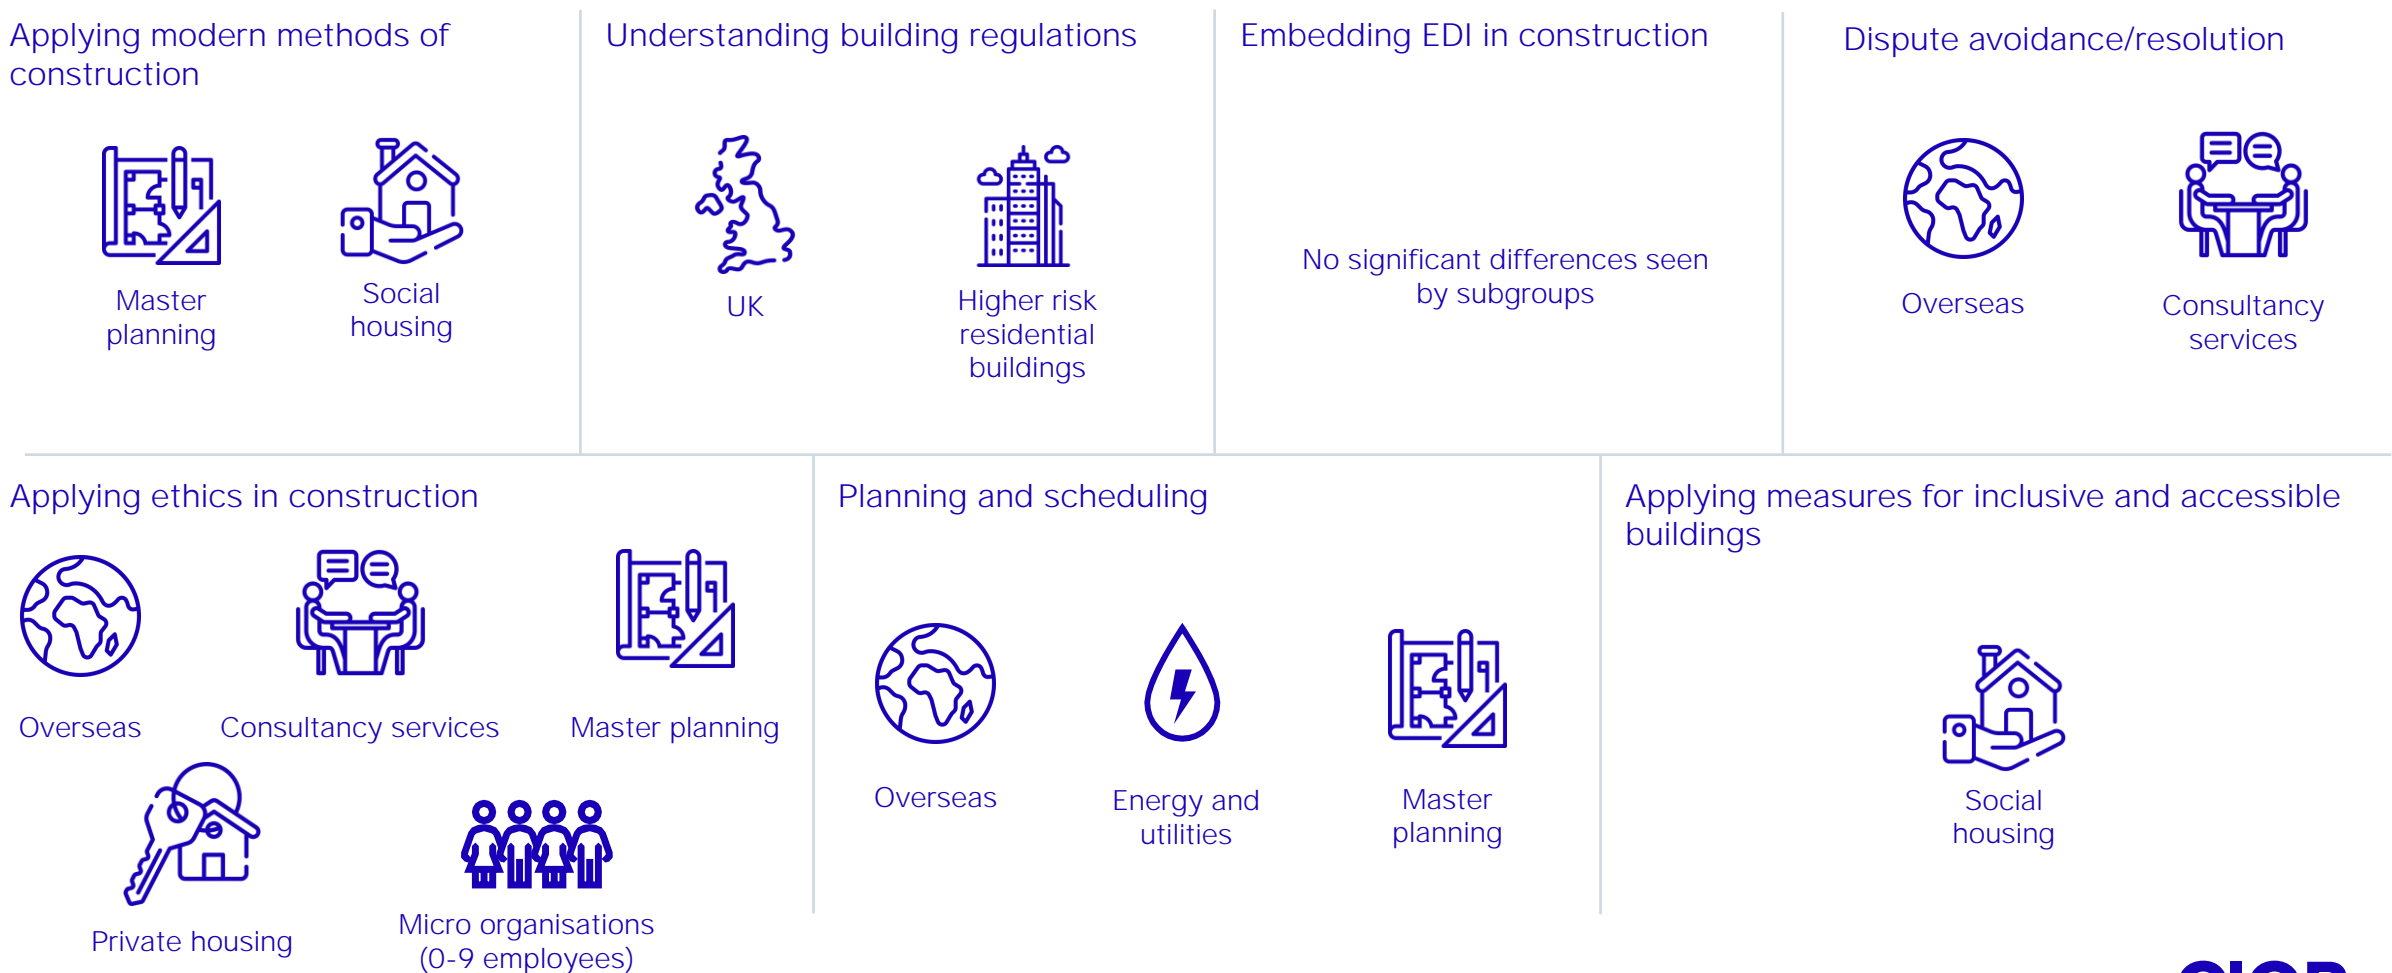 Applying modern methods of
construction
Master
planning
Social
housing
Understanding building regulations
UK
Higher risk
residential
buildings
Embedding EDI in construction
No significant differences seen
by subgroups
Dispute avoidance/resolution
Overseas
Consultancy
services
Applying ethics in construction
Overseas
Consultancy services
Master planning
Private housing
Micro organisations
(0-9 employees)
Planning and scheduling
Overseas
Energy and
utilities
Master
planning
Applying measures for inclusive and accessible
buildings
Social
housing